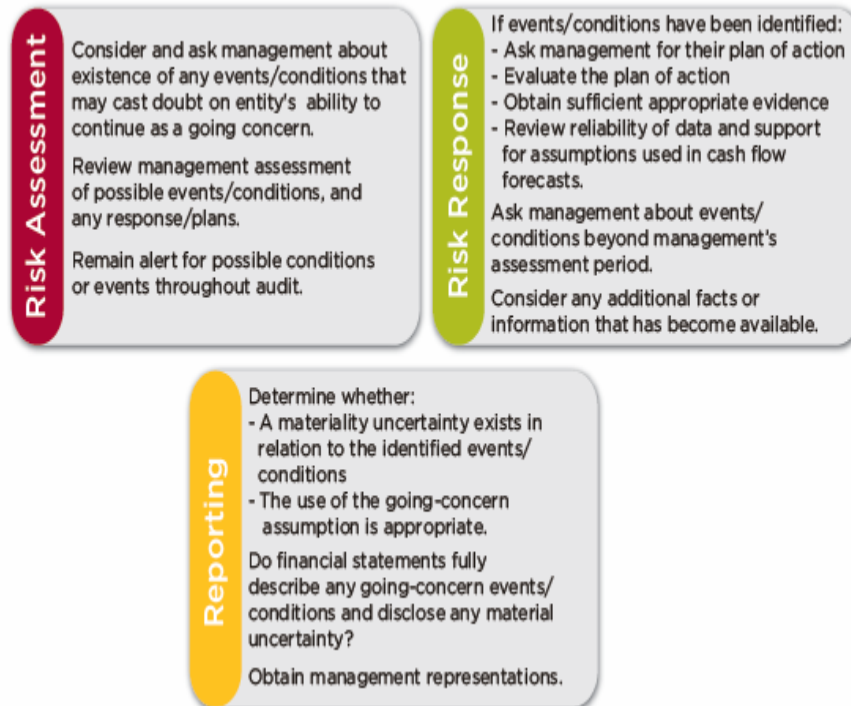 Risk Assessment
Consider and ask management about
existence of any events/conditions that
may cast doubt on entity's ability to
continue as a going concern.
Review management assessment
of possible events/conditions, and
any response/plans.
Remain alert for possible conditions
or events throughout audit.
Risk Response
If events/conditions have been identified:
- Ask management for their plan of action
- Evaluate the plan of action
- Obtain sufficient appropriate evidence
- Review reliability of data and support
for assumptions used in cash flow
forecasts.
Ask management about events/
conditions beyond management's
assessment period.
Consider any additional facts or
information that has become available.
Reporting
Determine whether:
- A materiality uncertainty exists in
relation to the identified events/
conditions
- The use of the going-concern
assumption is appropriate.
Do financial statements fully
describe any going-concern events/
conditions and disclose any material
uncertainty?
Obtain management representations.